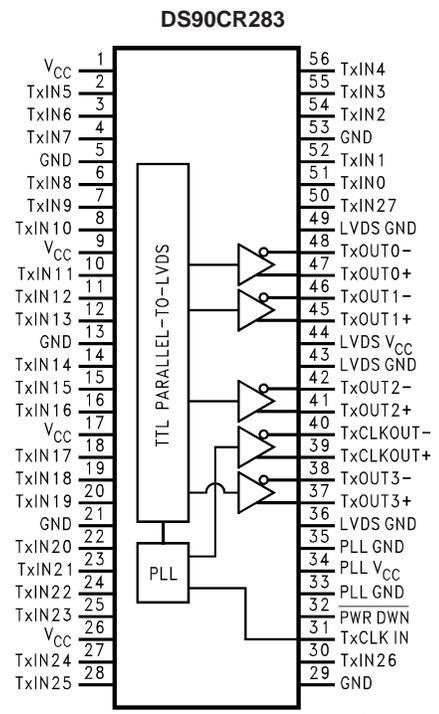 DS90CR283
VCC 1
TxIN5 2
TxIN6 3
TxIN7 4
GND 5
TxIN8 6
TxIN9 7
TxIN10 8
VCC 9
TxIN11 10
TxIN12 11
TxIN13 12
GND 13
TxIN14 14
TxIN15 15
TxIN16 16
VCC 17
TxIN17 18
TxIN18 19
TxIN19 20
GND 21
TxIN20 22
TxIN21 23
TxIN22 24
TxIN23 25
VCC 26
TxIN24 27
TxIN25 28
TTL PARALLEL-TO-LVDS
PLL
56 TxIN4
55 TxIN3
54 TxIN2
53 GND
52 TxIN1
51 TxIN0
50 TxIN27
49 LVDS GND
48 TxOUT0-
47 TxOUT0+
46 TxOUT1-
45 TxOUT1+
44 LVDS VCC
43 LVDS GND
42 TxOUT2-
41 TxOUT2+
40 TxCLKOUT-
39 TxCLKOUT+
38 TxOUT3-
37 TxOUT3+
36 LVDS GND
35 PLL GND
34 PLL VCC
33 PLL GND
32 PWR DWN
31 TxCLK IN
30 TxIN26
29 GND